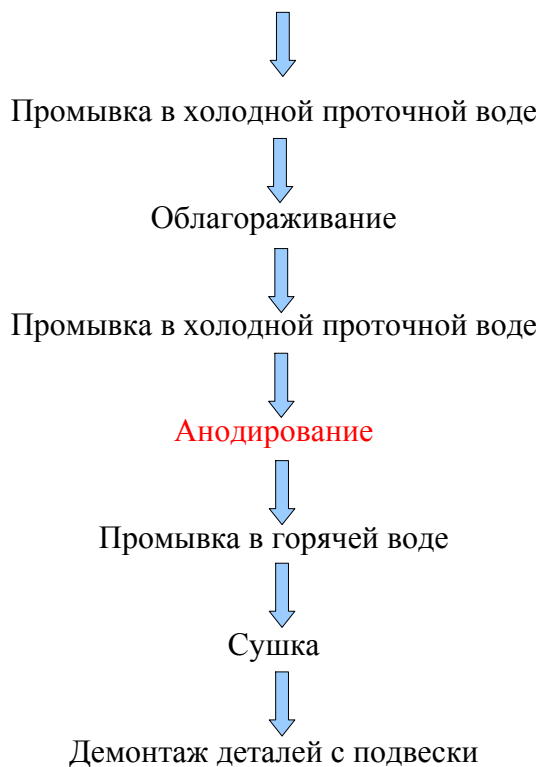 Промывка в холодной проточной воде
Облагораживание
Промывка в холодной проточной воде
Анодирование
Промывка в горячей воде
Сушка
Демонтаж деталей с подвески